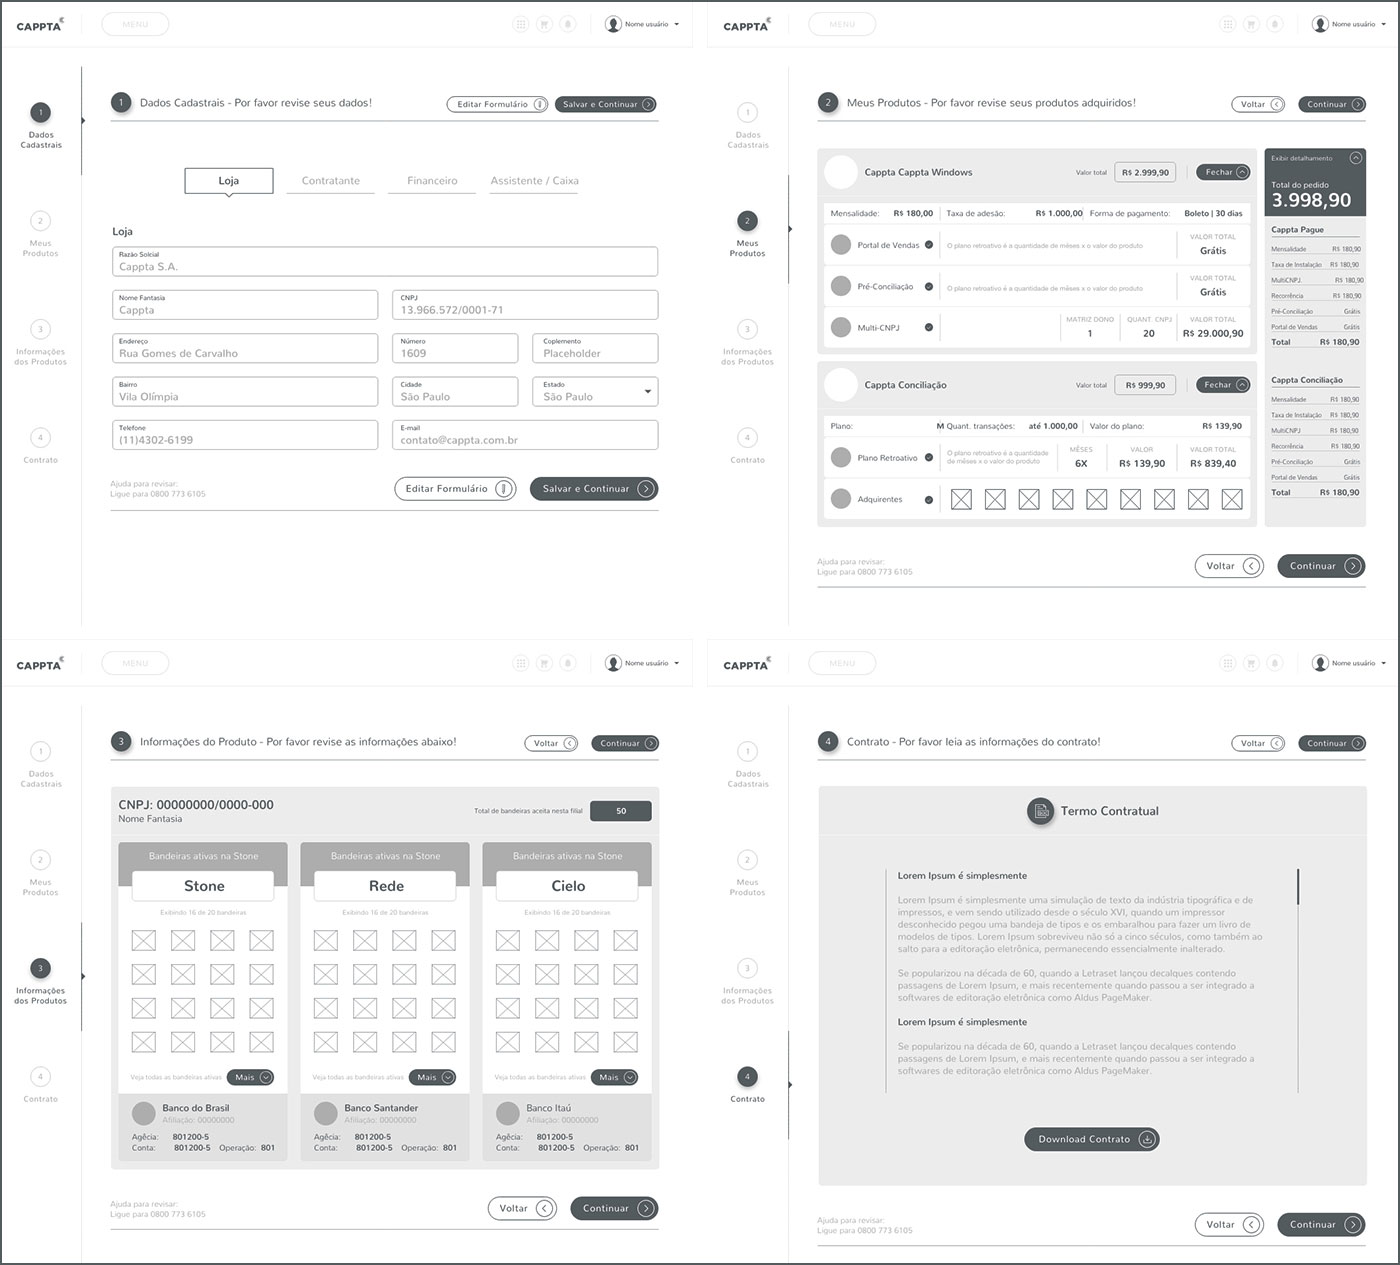 CAPPTA
MENU
Nome usuário
1
Dados
Cadastrais
2
Meus
Produtos
3
Informações
dos Produtos
4
Contrato
1 Dados Cadastrais - Por favor revise seus dados!
Editar Formulário
Salvar e Continuar
Loja
Contratante
Financeiro
Assistente / Caixa
Loja
Razão Solcial
Cappta S.A.
Nome Fantasia
Cappta
CNPJ
13.966.572/0001-71
Endereço
Rua Gomes de Carvalho
Número
1609
Coplemento
Placeholder
Bairro
Vila Olímpia
Cidade
São Paulo
Estado
São Paulo
Telefone
(11)4302-6199
E-mail
contato@cappta.com.br
Ajuda para revisar:
Ligue para 0800 773 6105
Editar Formulário
Salvar e Continuar
CAPPTA
MENU
Nome usuário
1
Dados
Cadastrais
2
Meus
Produtos
3
Informações
dos Produtos
4
Contrato
2 Meus Produtos - Por favor revise seus produtos adquiridos!
Voltar
Continuar
Cappta Cappta Windows
Valor total
R$ 2.999,90
Fechar
Mensalidade: R$ 180,00
Taxa de adesão: R$ 1.000,00
Forma de pagamento: Boleto | 30 dias
Portal de Vendas
O plano retroativo é a quantidade de mêses x o valor do produto
VALOR TOTAL
Grátis
Pré-Conciliação
O plano retroativo é a quantidade de mêses x o valor do produto
VALOR TOTAL
Grátis
Multi-CNPJ
MATRIZ DONO
1
QUANT. CNPJ
20
VALOR TOTAL
R$ 29.000,90
Cappta Conciliação
Valor total
R$ 999,90
Fechar
Plano: M
Quant. transações: até 1.000,00
Valor do plano: R$ 139,90
Plano Retroativo
O plano retroativo é a quantidade
de mêses x o valor do produto
MÊSES
6X
VALOR
R$ 139,90
VALOR TOTAL
R$ 839,40
Adquirentes
Exibir detalhamento
Total do pedido
3.998,90
Cappta Pague
Mensalidade R$ 180,90
Taxa de Instalação R$ 180,90
MultiCNPJ R$ 180,90
Recorrência R$ 180,90
Pré-Conciliação Grátis
Portal de Vendas Grátis
Total R$ 180,90
Cappta Conciliação
Mensalidade R$ 180,90
Taxa de Instalação R$ 180,90
MultiCNPJ R$ 180,90
Recorrência R$ 180,90
Pré-Conciliação Grátis
Portal de Vendas Grátis
Total R$ 180,90
Ajuda para revisar:
Ligue para 0800 773 6105
Voltar
Continuar
CAPPTA
MENU
Nome usuário
1
Dados
Cadastrais
2
Meus
Produtos
3
Informações
dos Produtos
4
Contrato
3 Informações do Produto - Por favor revise as informações abaixo!
Voltar
Continuar
CNPJ: 00000000/0000-000
Nome Fantasia
Total de bandeiras aceita nesta filial
50
Bandeiras ativas na Stone
Stone
Exibindo 16 de 20 bandeiras
Veja todas as bandeiras ativas
Mais
Banco do Brasil
Afiliação: 00000000
Agêcia: 801200-5
Conta: 801200-5 Operação: 801
Bandeiras ativas na Stone
Rede
Exibindo 16 de 20 bandeiras
Veja todas as bandeiras ativas
Mais
Banco Santander
Afiliação: 00000000
Agêcia: 801200-5
Conta: 801200-5 Operação: 801
Bandeiras ativas na Stone
Cielo
Exibindo 16 de 20 bandeiras
Veja todas as bandeiras ativas
Mais
Banco Itaú
Afiliação: 00000000
Agêcia: 801200-5
Conta: 801200-5 Operação: 801
Ajuda para revisar:
Ligue para 0800 773 6105
Voltar
Continuar
CAPPTA
MENU
Nome usuário
1
Dados
Cadastrais
2
Meus
Produtos
3
Informações
dos Produtos
4
Contrato
4 Contrato - Por favor leia as informações do contrato!
Voltar
Continuar
Termo Contratual
Lorem Ipsum é simplesmente
Lorem Ipsum é simplesmente uma simulação de texto da indústria tipográfica e de
impressos, e vem sendo utilizado desde o século XVI, quando um impressor
desconhecido pegou uma bandeja de tipos e os embaralhou para fazer um livro de
modelos de tipos. Lorem Ipsum sobreviveu não só a cinco séculos, como também ao
salto para a editoração eletrônica, permanecendo essencialmente inalterado.
Se popularizou na década de 60, quando a Letraset lançou decalques contendo
passagens de Lorem Ipsum, e mais recentemente quando passou a ser integrado a
softwares de editoração eletrônica como Aldus PageMaker.
Lorem Ipsum é simplesmente
Se popularizou na década de 60, quando a Letraset lançou decalques contendo
passagens de Lorem Ipsum, e mais recentemente quando passou a ser integrado a
softwares de editoração eletrônica como Aldus PageMaker.
Download Contrato
Ajuda para revisar:
Ligue para 0800 773 6105
Voltar
Continuar